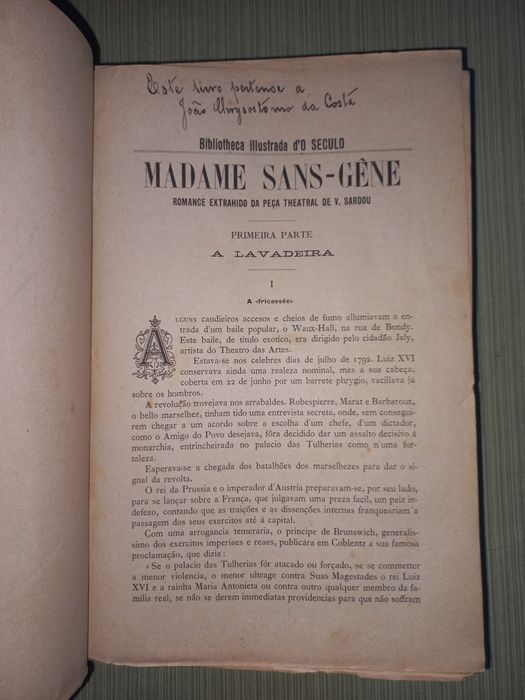 Este livro pertence a
João Chrysostomo da Costa
Bibliotheca illustrada d'O SECULO
MADAME SANS-GÊNE
ROMANCE EXTRAHIDO DA PEÇA THEATRAL DE V. SARDOU
PRIMEIRA PARTE
A LAVADEIRA
I
A «fricassée»
ALGUNS candieiros accesos e cheios de fumo allumiavam a en-
trada d'um baile popular, o Waux-Hall, na rua de Bondy.
Este baile, de titulo exotico, era dirigido pelo cidadão Jaly,
artista do Theatro das Artes.
Estava-se nos celebres dias de julho de 1792. Luiz XVI
conservava ainda uma realeza nominal, mas a sua cabeça,
coberta em 22 de junho por um barrete phrygio, vacillava já
sobre os hombros.
A revolução trovejava nos arrabaldes. Robespierre, Marat e Barbaroux,
o bello marselhez, tinham tido uma entrevista secreta, onde, sem consegui-
rem chegar a um acordo sobre a escolha d'um chefe, d'um dictador,
como o Amigo do Povo desejava, fôra decidido dar um assalto decisivo á
monarchia, entrincheirada no palacio das Tulherias como n'uma for-
taleza.
Esperava-se a chegada dos batalhões dos marselhezes para dar o si-
gnal da revolta.
O rei da Prussia e o imperador d'Austria preparavam-se, por seu lado,
para se lançar sobre a França, que julgavam uma preza facil, um paiz in-
defezo, contando que as traições e as dissenções internas franqueariam a
passagem dos seus exercitos até á capital.
Com uma arrogancia temeraria, o principe de Brunswich, generalis-
simo dos exercitos imperiaes e reaes, publicára em Coblentz a sua famosa
proclamação, que dizia:
«Se o palacio das Tulherias fôr atacado ou forçado, se se commetter
a menor violencia, o menor ultrage contra Suas Magestades o rei Luiz
XVI e a rainha Maria Antonieta ou contra outro qualquer membro da fa-
milia real, se não se derem immediatas providencias para que não soffram